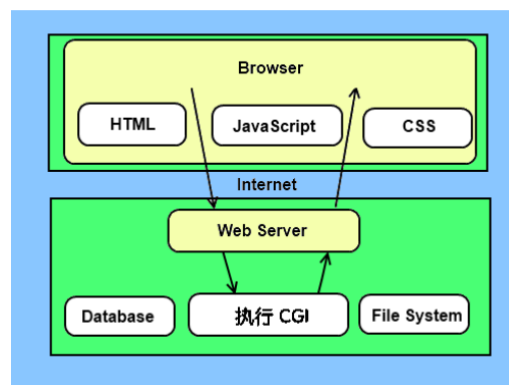 Browser
HTML
JavaScript
CSS
Internet
Web Server
Database
执行 CGI
File System